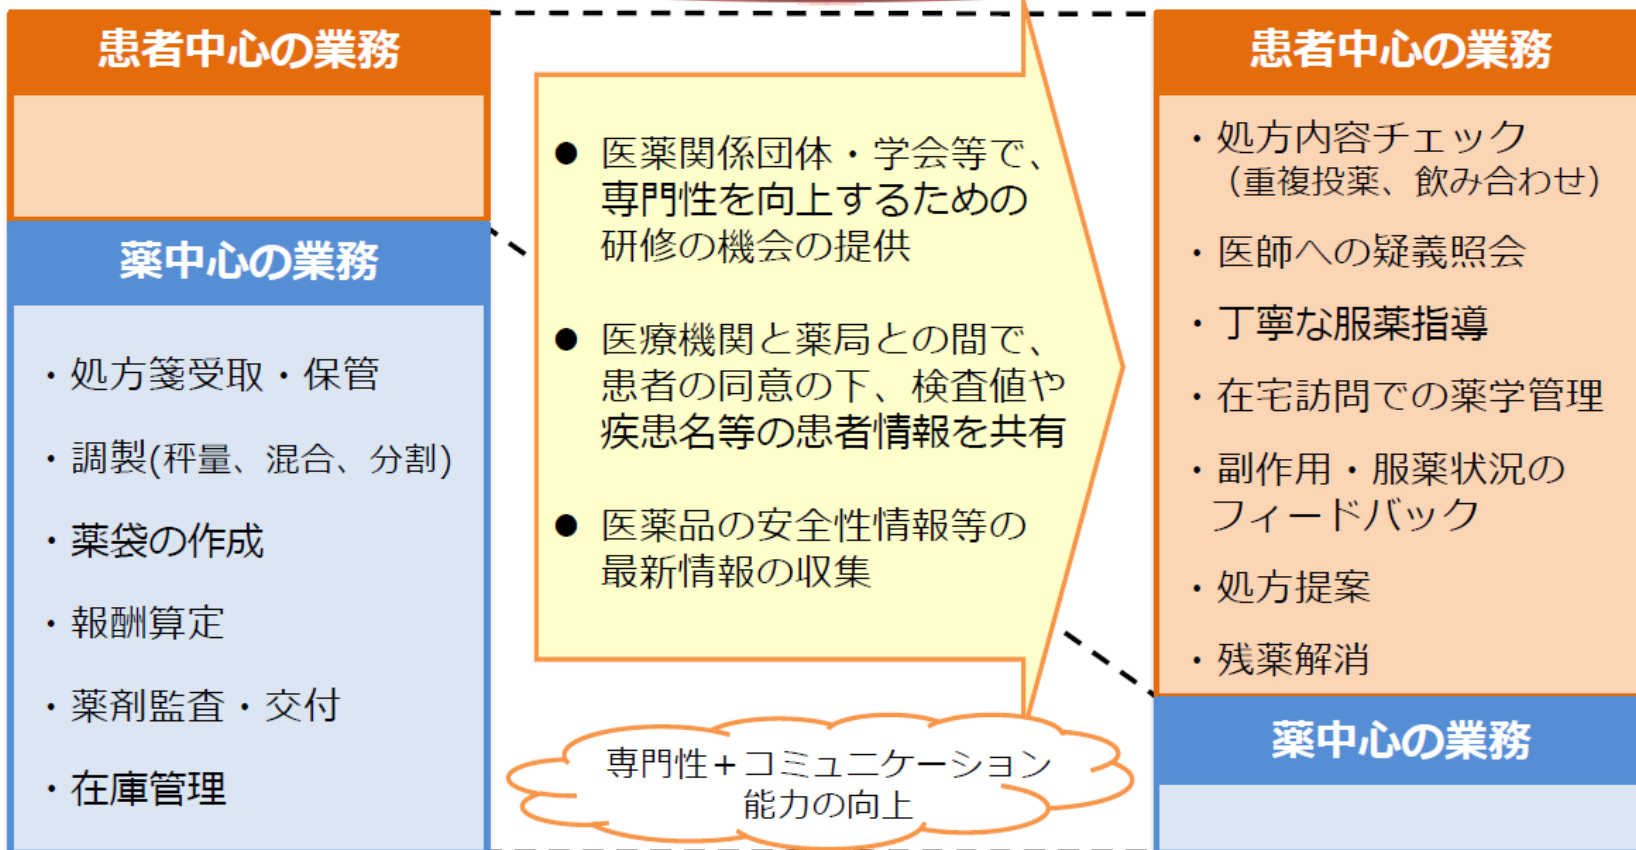 患者中心の業務
薬中心の業務
・処方箋受取・保管
・調製(秤量、混合、分割)
・薬袋の作成
・報酬算定
・薬剤監査・交付
・在庫管理
● 医薬関係団体・学会等で、
専門性を向上するための
研修の機会の提供
● 医療機関と薬局との間で、
患者の同意の下、検査値や
疾患名等の患者情報を共有
● 医薬品の安全性情報等の
最新情報の収集
専門性+コミュニケーション
能力の向上
患者中心の業務
・処方内容チェック
（重複投薬、飲み合わせ）
・医師への疑義照会
・丁寧な服薬指導
・在宅訪問での薬学管理
・副作用・服薬状況の
フィードバック
・処方提案
・残薬解消
薬中心の業務